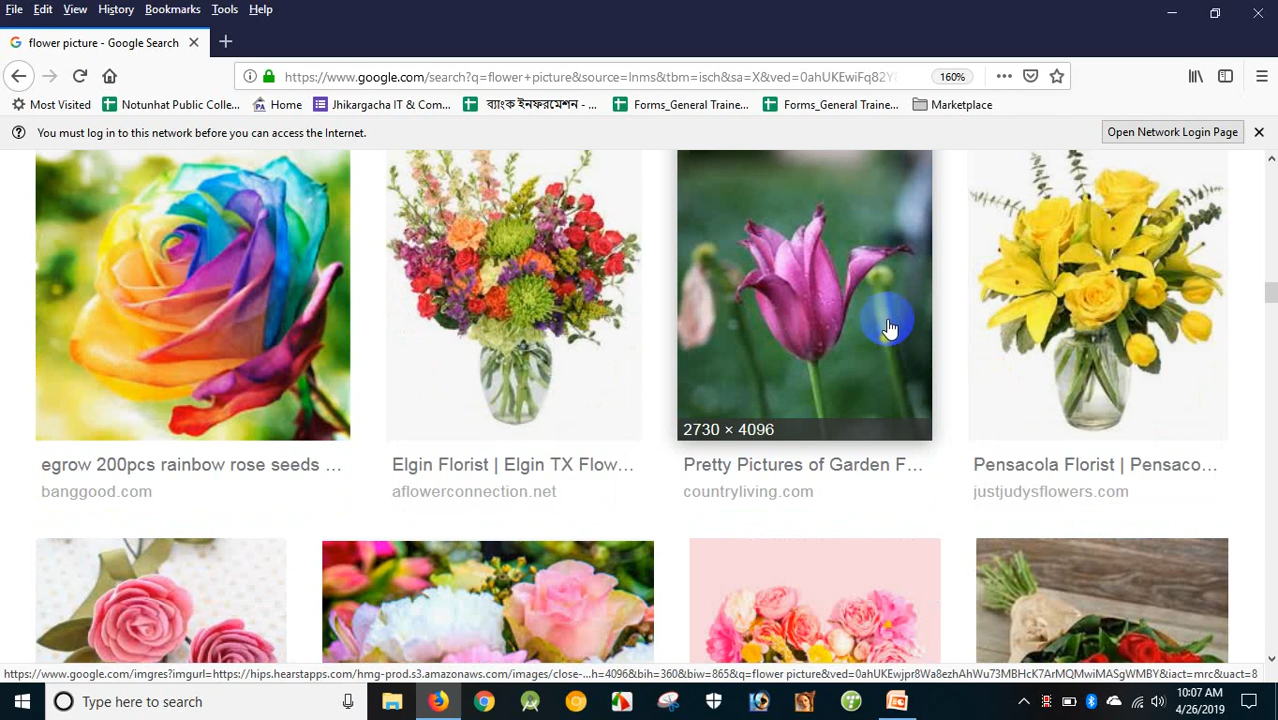 File Edit View History Bookmarks Tools Help
flower picture - Google Search
https://www.google.com/search?q=flower+picture&source=lnms&tbm=isch&sa=X&ved=0ahUKEwiFq82Y 160%
Most Visited Notunhat Public Colle... Home Jhikargacha IT & Com... ব্যাংক ইনফরমেশন - ... Forms_General Traine... Forms_General Traine... Marketplace
You must log in to this network before you can access the Internet. Open Network Login Page
2730 × 4096
egrow 200pcs rainbow rose seeds ... Elgin Florist | Elgin TX Flow... Pretty Pictures of Garden F... Pensacola Florist | Pensaco...
banggood.com aflowerconnection.net countryliving.com justjudysflowers.com
https://www.google.com/imgres?imgurl=https://hips.hearstapps.com/hmg-prod.s3.amazonaws.com/images/close-...h=4096&bih=360&biw=865&q=flower picture&ved=0ahUKEwjpr8Wa8ezhAhWu73MBHcK7ArMQMwiMASgWMBY&iact=mrc&uact=8
Type here to search
10:07 AM
4/26/2019